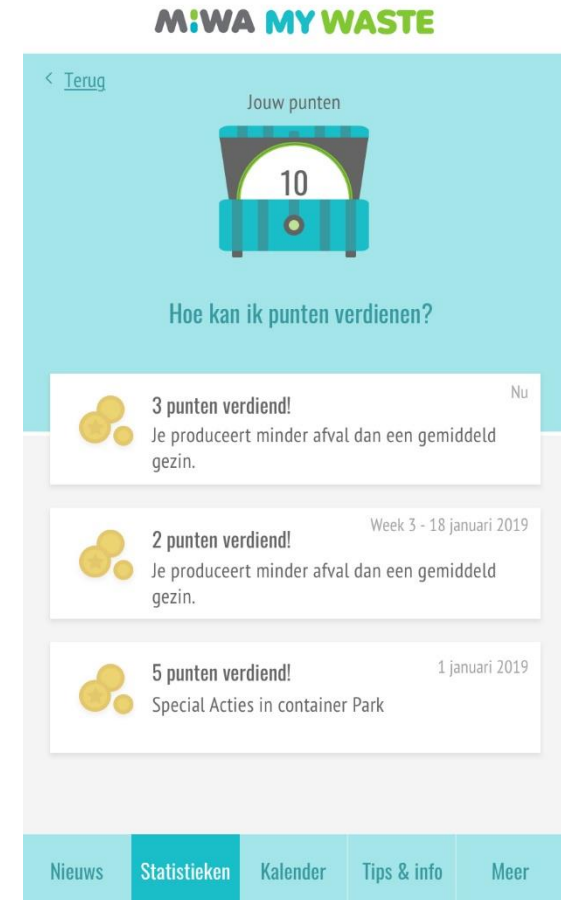 MiWA MY WASTE
< Terug
Jouw punten
10
Hoe kan ik punten verdienen?
Nu
3 punten verdiend!
Je produceert minder afval dan een gemiddeld
gezin.
Week 3 - 18 januari 2019
2 punten verdiend!
Je produceert minder afval dan een gemiddeld
gezin.
1 januari 2019
5 punten verdiend!
Special Acties in container Park
Nieuws Statistieken Kalender Tips & info Meer